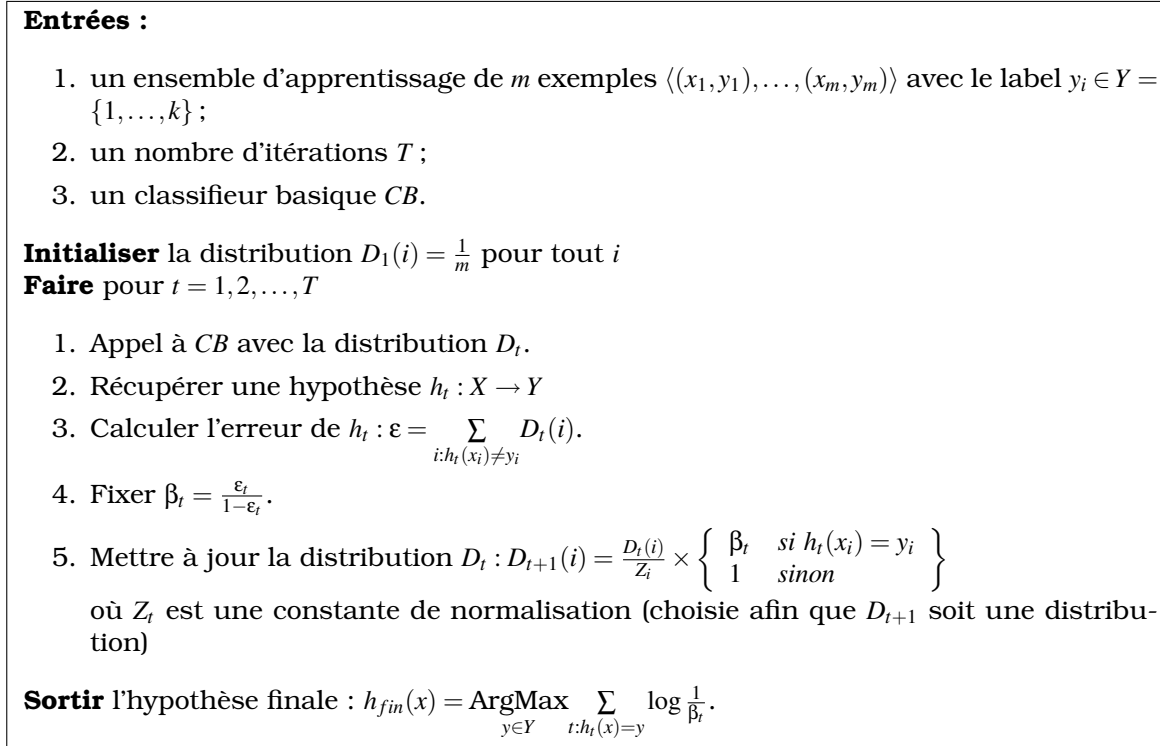 Entrées :
1. un ensemble d'apprentissage de m exemples ⟨(x₁,y₁),...,(xₘ,yₘ)⟩ avec le label yᵢ ∈ Y =
{1,...,k} ;
2. un nombre d'itérations T ;
3. un classifieur basique CB.
Initialiser la distribution D₁(i) = 1/m pour tout i
Faire pour t = 1,2,...,T
1. Appel à CB avec la distribution Dₜ.
2. Récupérer une hypothèse hₜ : X → Y
3. Calculer l'erreur de hₜ : ε = ∑_{i:hₜ(xᵢ)≠yᵢ} Dₜ(i).
4. Fixer βₜ = εₜ/(1−εₜ).
5. Mettre à jour la distribution Dₜ : Dₜ₊₁(i) = Dₜ(i)/Zᵢ × { βₜ si hₜ(xᵢ) = yᵢ
1 sinon }
où Zₜ est une constante de normalisation (choisie afin que Dₜ₊₁ soit une distribu-
tion)
Sortir l'hypothèse finale : h_{fin}(x) = ArgMax_{y∈Y} ∑_{t:hₜ(x)=y} log 1/βₜ.